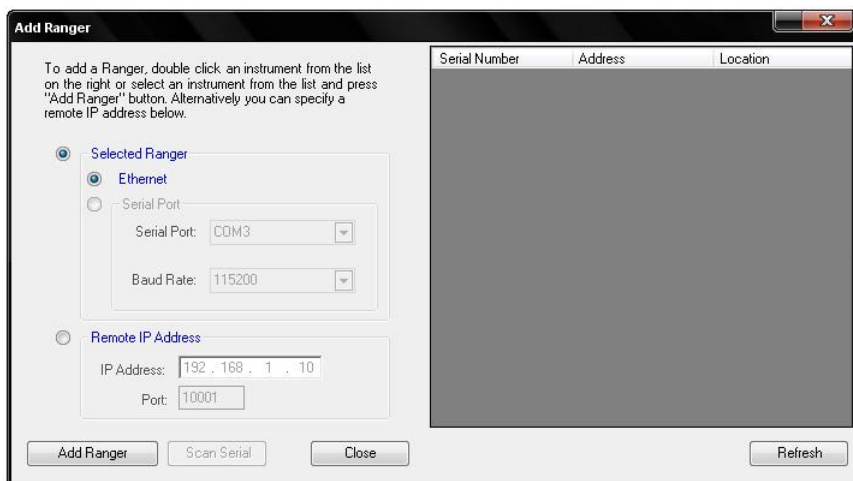 Add Ranger
To add a Ranger, double click an instrument from the list
on the right or select an instrument from the list and press
"Add Ranger" button. Alternatively you can specify a
remote IP address below.
Selected Ranger
Ethernet
Serial Port
Serial Port: COM3
Baud Rate: 115200
Remote IP Address
IP Address: 192 . 168 . 1 . 10
Port: 10001
Add Ranger Scan Serial Close
Serial Number Address Location
Refresh